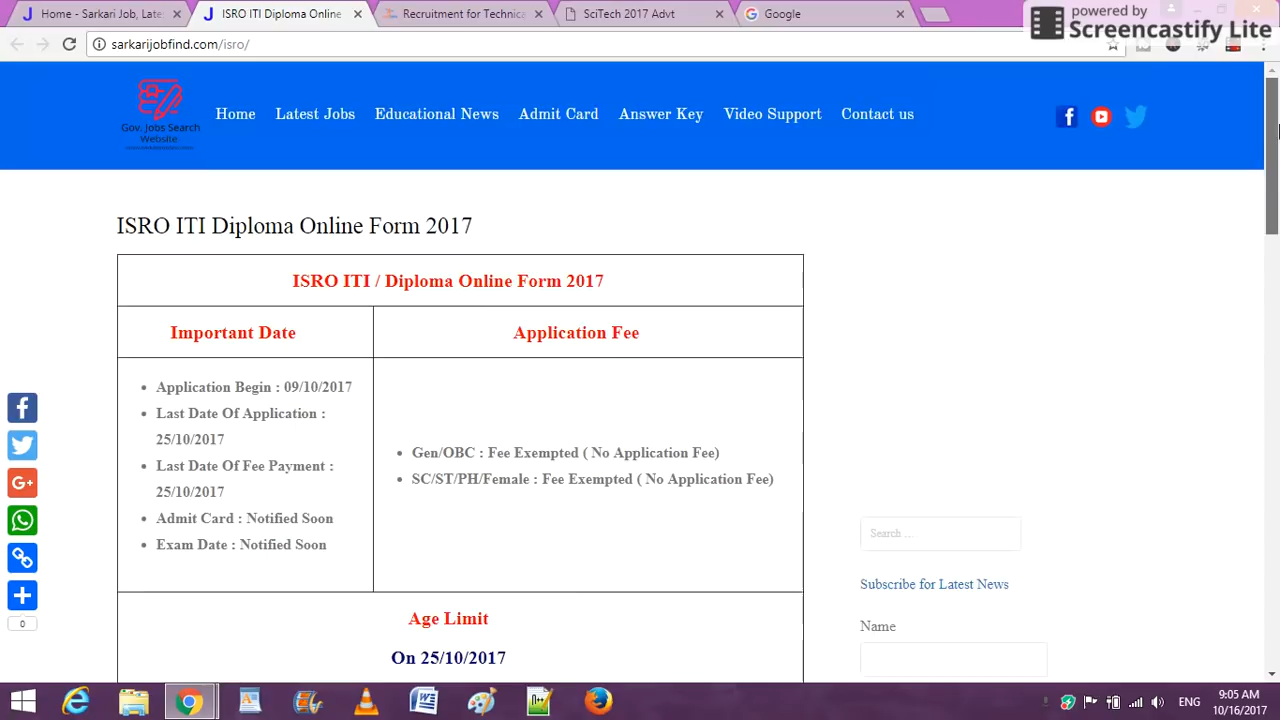 Home - Sarkari Job, Late
ISRO ITI Diploma Online
Recruitment for Technica
SciTech 2017 Advt
Google
powered by
Screencastify Lite
sarkarijobfind.com/isro/
Gov. Jobs Search
Website
Home
Latest Jobs
Educational News
Admit Card
Answer Key
Video Support
Contact us
ISRO ITI Diploma Online Form 2017
ISRO ITI / Diploma Online Form 2017
Important Date
Application Fee
Application Begin : 09/10/2017
Last Date Of Application :
25/10/2017
Last Date Of Fee Payment :
25/10/2017
Admit Card : Notified Soon
Exam Date : Notified Soon
Gen/OBC : Fee Exempted ( No Application Fee)
SC/ST/PH/Female : Fee Exempted ( No Application Fee)
Age Limit
On 25/10/2017
0
Search …
Subscribe for Latest News
Name
ENG
9:05 AM
10/16/2017